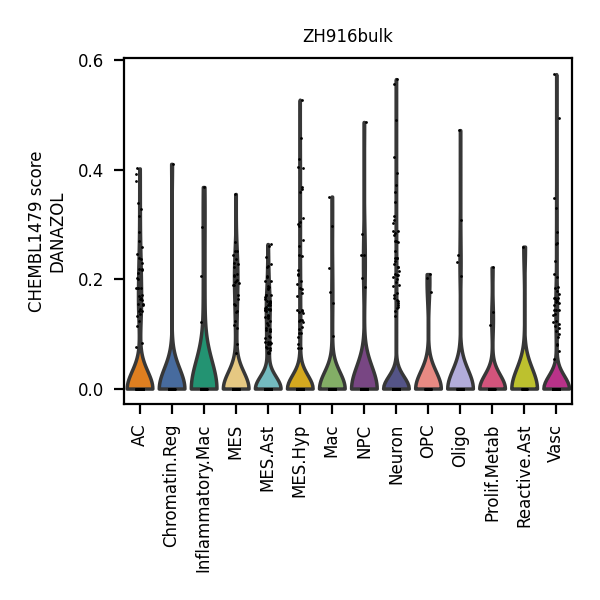 ZH916bulk
CHEMBL1479 score
DANAZOL
0.6
0.4
0.2
0.0
AC
Chromatin.Reg
Inflammatory.Mac
MES
MES.Ast
MES.Hyp
Mac
NPC
Neuron
OPC
Oligo
Prolif.Metab
Reactive.Ast
Vasc